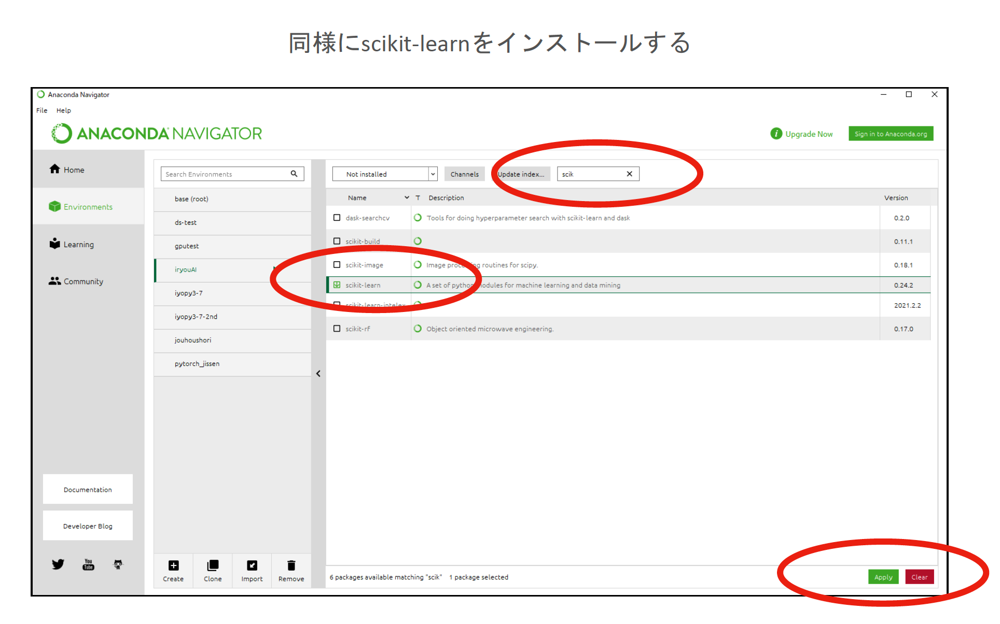 同様にscikit-learnをインストールする
Anaconda Navigator
File Help
ANACONDA NAVIGATOR
Upgrade Now
Sign in to Anaconda.org
Home
Environments
Learning
Community
Documentation
Developer Blog
You
Tube
Search Environments
base (root)
ds-test
gputest
iryouAI
iyopy3-7
iyopy3-7-2nd
jouhoushori
pytorch_jissen
Create Clone Import Remove
Not installed Channels Update index... scik
Name T Description Version
dask-searchcv Tools for doing hyperparameter search with scikit-learn and dask 0.2.0
scikit-build 0.11.1
scikit-image Image processing routines for scipy. 0.18.1
scikit-learn A set of python modules for machine learning and data mining 0.24.2
scikit-learn-intelex 2021.2.2
scikit-rf Object oriented microwave engineering. 0.17.0
6 packages available matching "scik" 1 package selected
Apply Clear